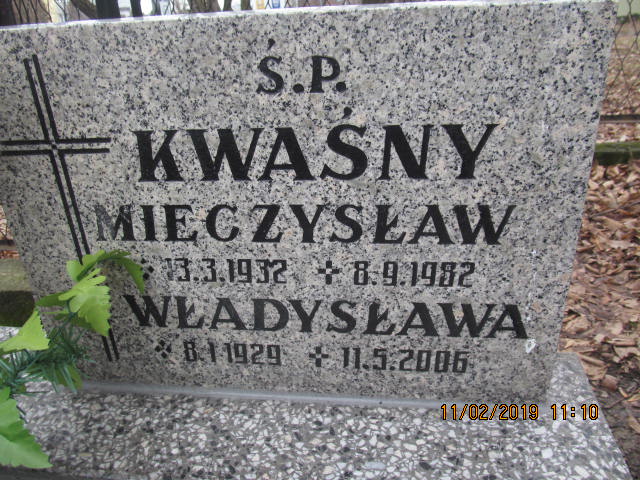 Ś.P.
KWAŚNY
MIECZYSŁAW
13.3.1932 8.9.1982
WŁADYSŁAWA
8.1 1929 11.5.2006
11/02/2019 11:10